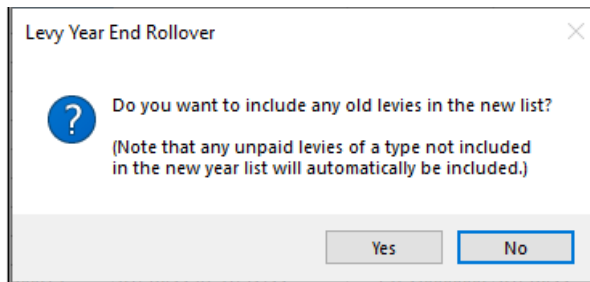 Levy Year End Rollover
Do you want to include any old levies in the new list?
(Note that any unpaid levies of a type not included
in the new year list will automatically be included.)
Yes
No